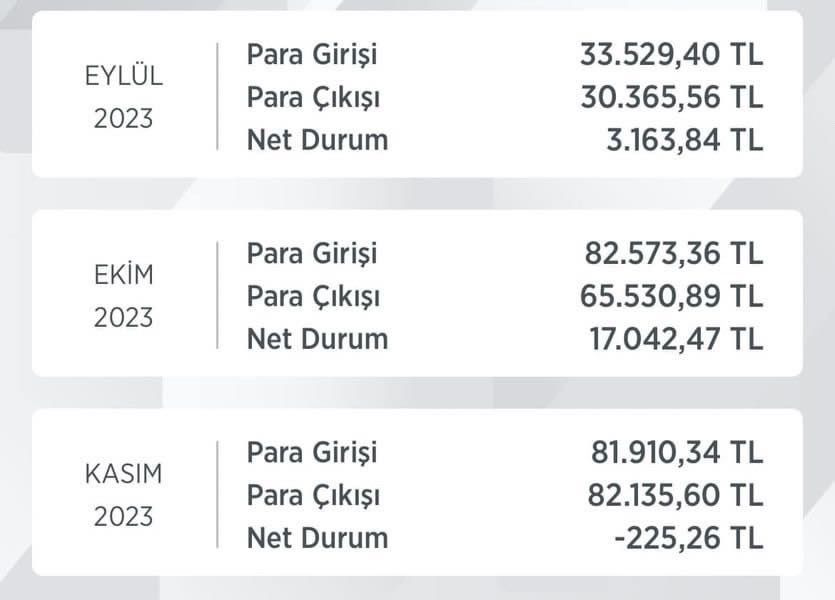 EYLÜL
2023
Para Girişi 33.529,40 TL
Para Çıkışı 30.365,56 TL
Net Durum 3.163,84 TL
EKİM
2023
Para Girişi 82.573,36 TL
Para Çıkışı 65.530,89 TL
Net Durum 17.042,47 TL
KASIM
2023
Para Girişi 81.910,34 TL
Para Çıkışı 82.135,60 TL
Net Durum -225,26 TL